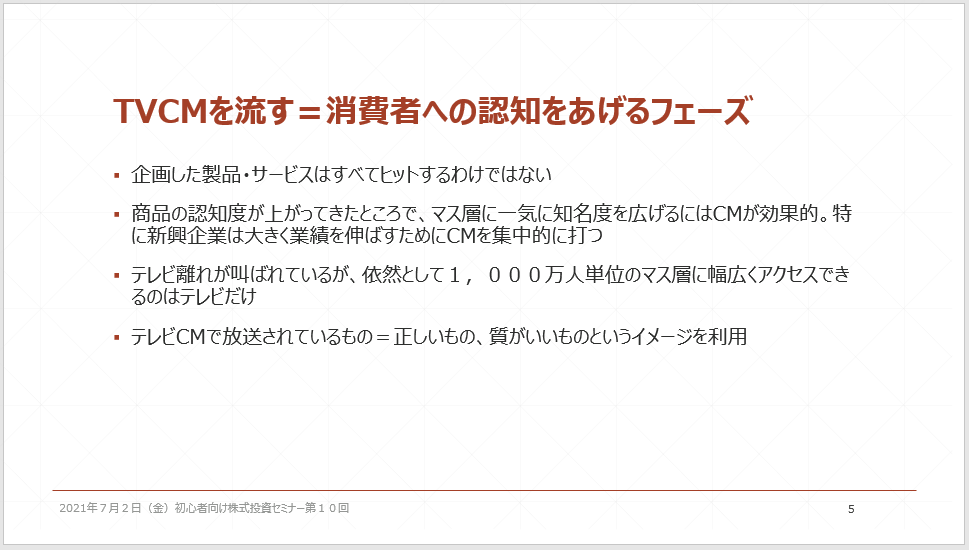 TVCMを流す＝消費者への認知をあげるフェーズ
▪ 企画した製品・サービスはすべてヒットするわけではない
▪ 商品の認知度が上がってきたところで、マス層に一気に知名度を広げるにはCMが効果的。特
に新興企業は大きく業績を伸ばすためにCMを集中的に打つ
▪ テレビ離れが叫ばれているが、依然として１，０００万人単位のマス層に幅広くアクセスでき
るのはテレビだけ
▪ テレビCMで放送されているもの＝正しいもの、質がいいものというイメージを利用
2021年７月２日（金）初心者向け株式投資セミナー第１０回
5